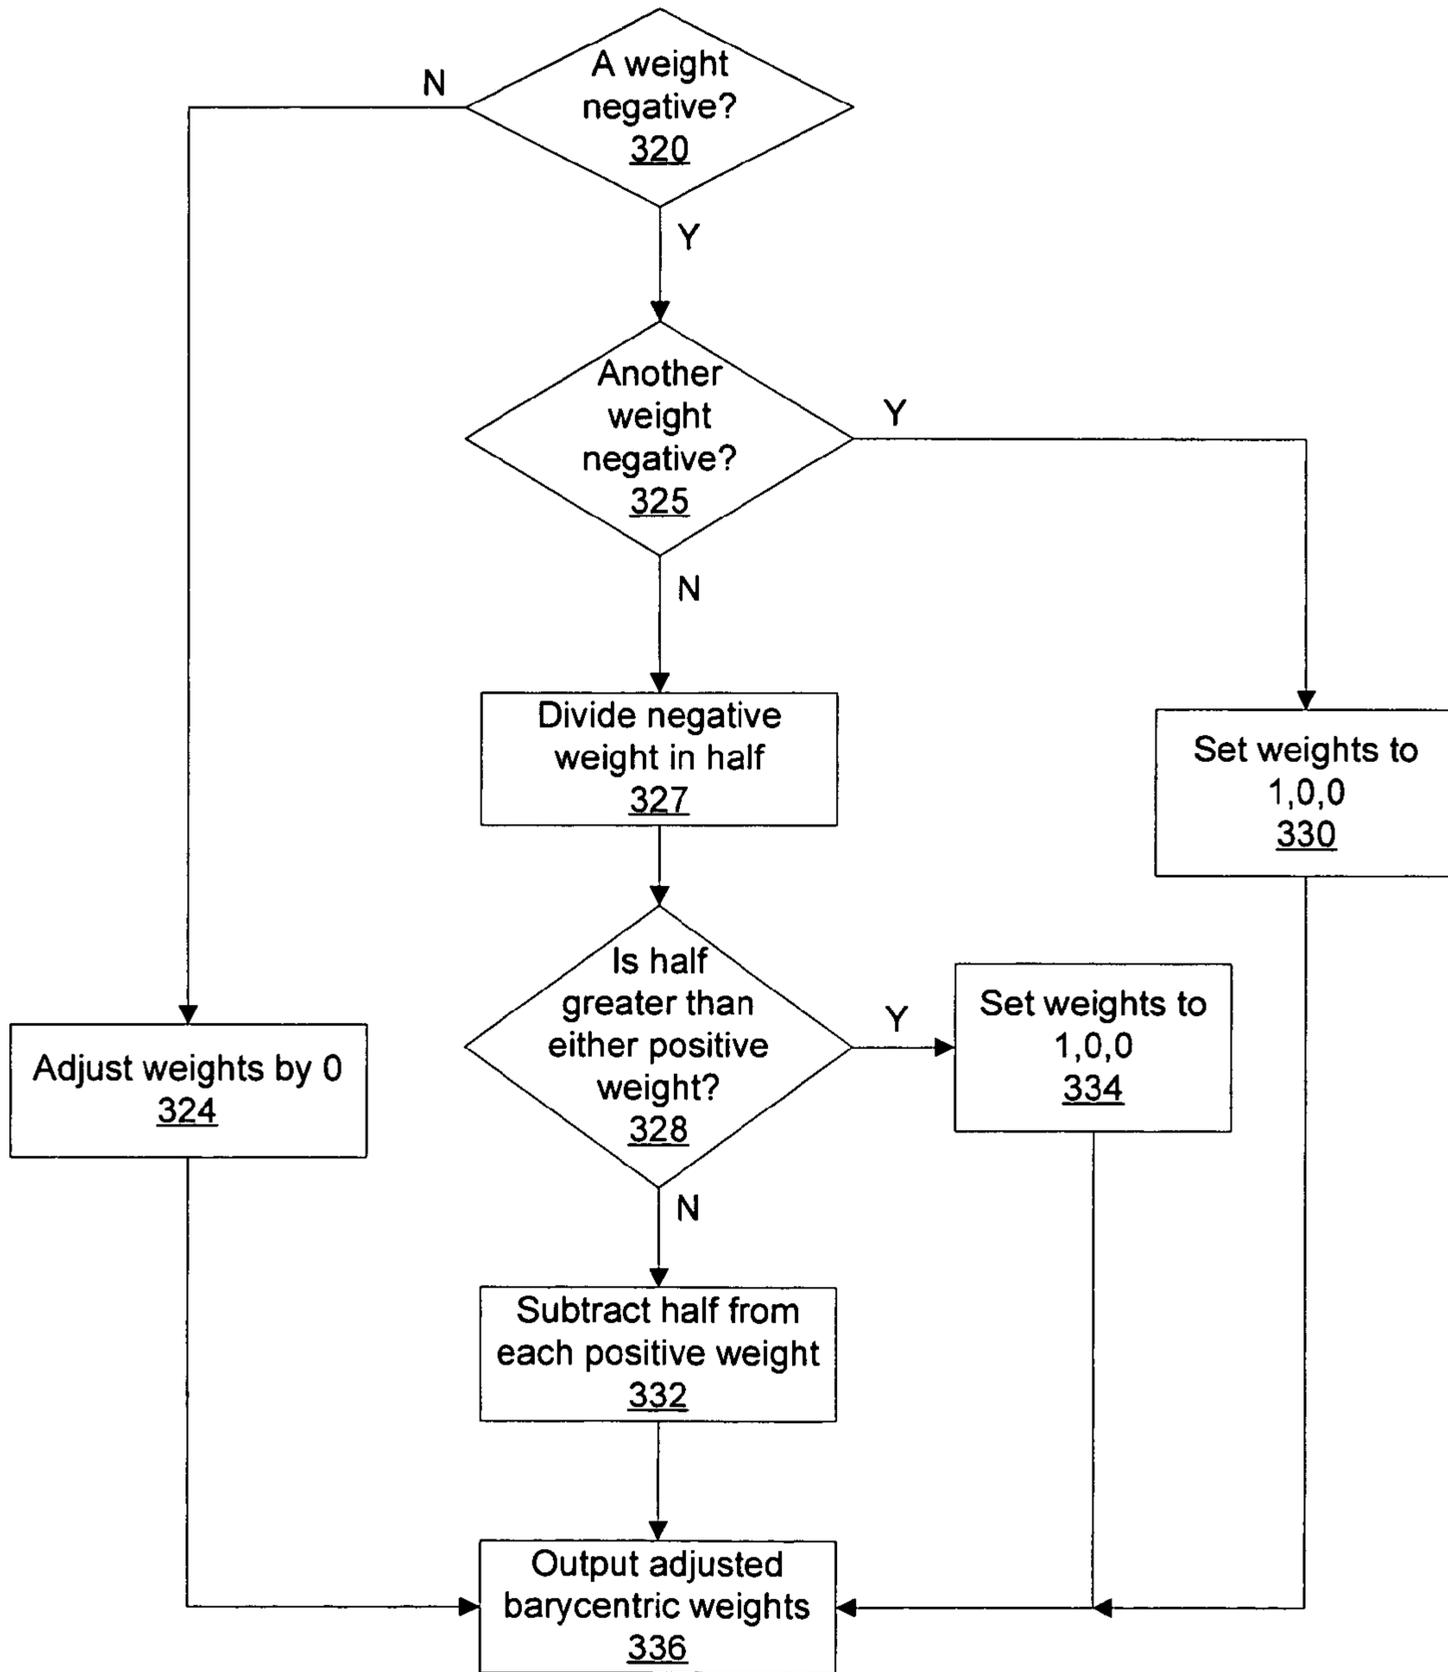 A weight
negative?
320
N
Y
Another
weight
negative?
325
Y
N
Divide negative
weight in half
327
Set weights to
1,0,0
330
Is half
greater than
either positive
weight?
328
Y
Set weights to
1,0,0
334
Adjust weights by 0
324
N
Subtract half from
each positive weight
332
Output adjusted
barycentric weights
336